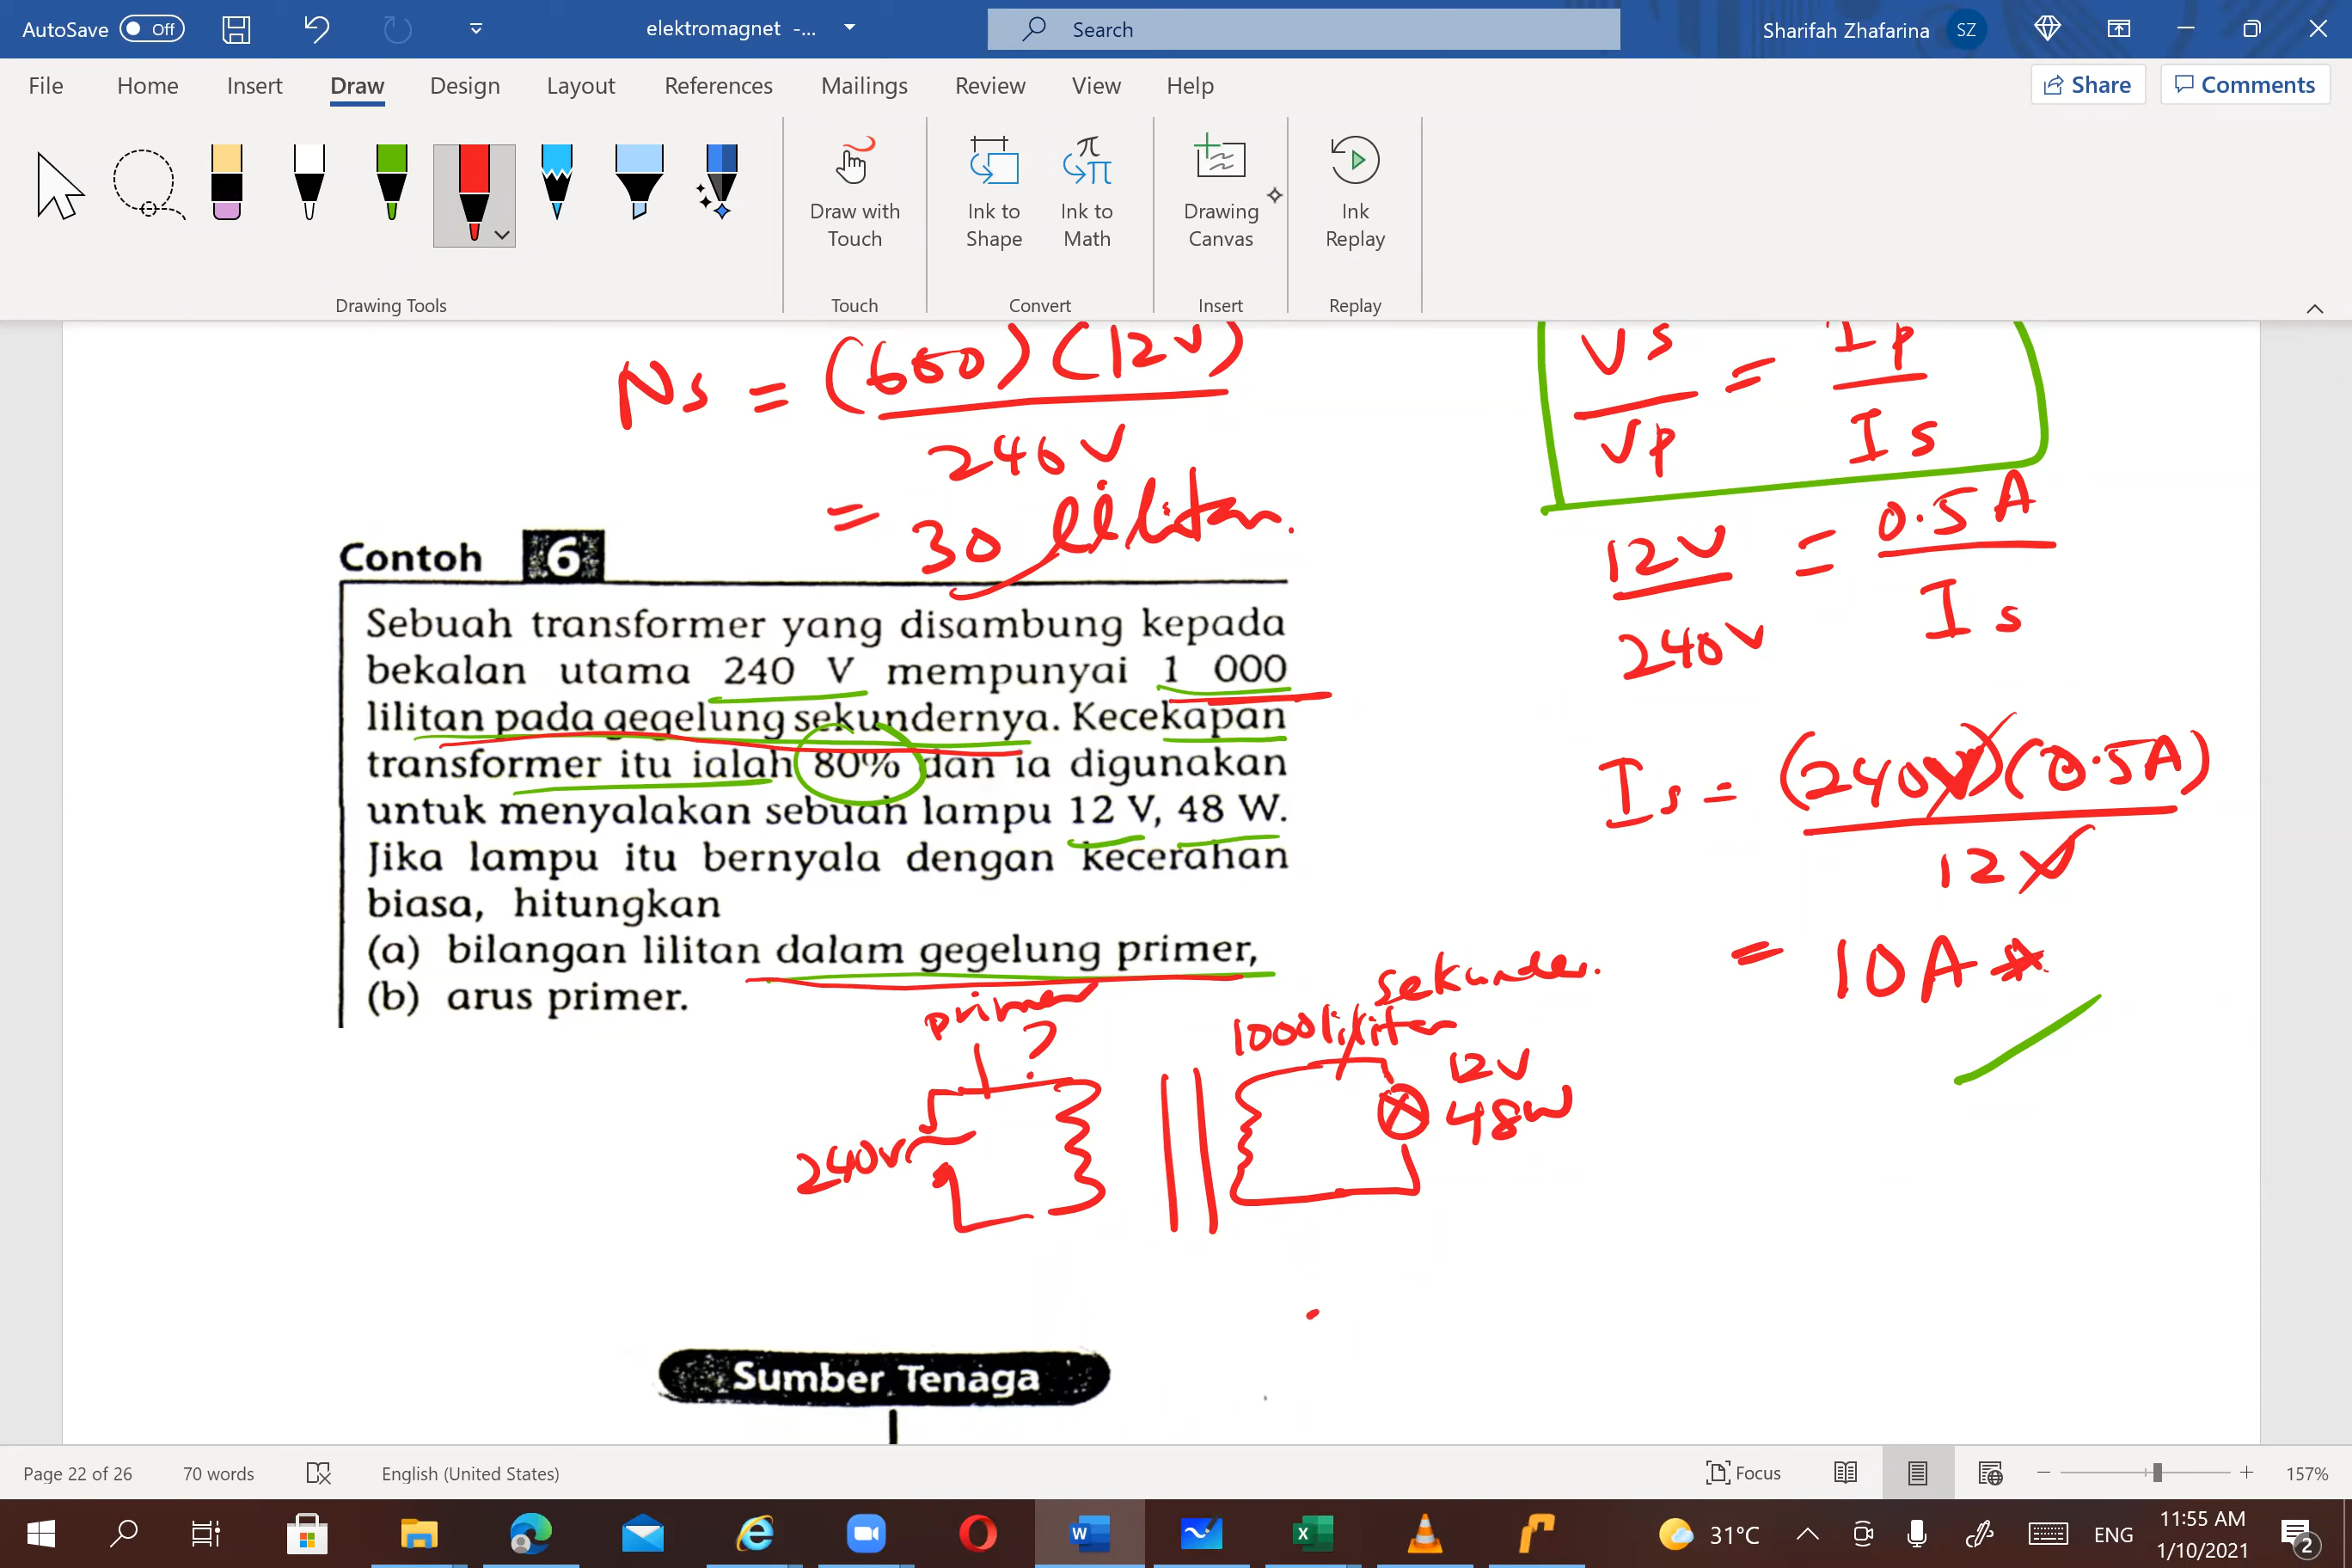 AutoSave Off elektromagnet -... Search Sharifah Zhafarina SZ
File Home Insert Draw Design Layout References Mailings Review View Help Share Comments
Draw with Touch
Ink to Shape
Ink to Math
Drawing Canvas
Ink Replay
Drawing Tools Touch Convert Insert Replay
Ns = (600)(12V)
240V
= 30 lilitan.
Vs = Ip
Vp Is
12V = 0.5A
240V Is
Is = (240V)(0.5A)
12V
= 10A
Contoh 6
Sebuah transformer yang disambung kepada
bekalan utama 240 V mempunyai 1 000
lilitan pada gegelung sekundernya. Kecekapan
transformer itu ialah 80% dan ia digunakan
untuk menyalakan sebuah lampu 12 V, 48 W.
Jika lampu itu bernyala dengan kecerahan
biasa, hitungkan
(a) bilangan lilitan dalam gegelung primer,
(b) arus primer.
primer
?
240V
sekunder.
1000 lilitan
12V
48W
Sumber Tenaga
Page 22 of 26 70 words English (United States) Focus 157%
31°C ENG 11:55 AM
1/10/2021 2